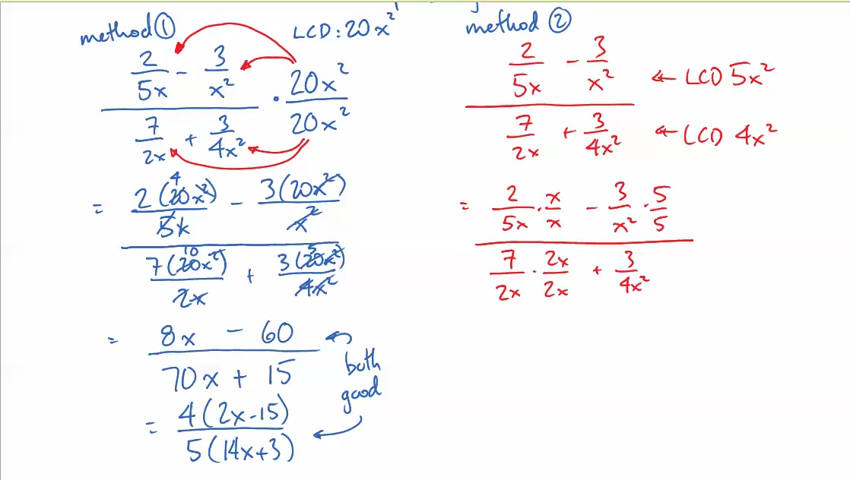 method ①
LCD: 20x²
2/5x − 3/x² · 20x²
7/2x + 3/4x² 20x²
= 2(20x²)/5x − 3(20x²)/x²
4
7(20x²)/2x + 3(20x²)/4x²
10 5
= 8x − 60
70x + 15
both
good
= 4(2x-15)
5(14x+3)
method ②
2/5x − 3/x² ← LCD 5x²
7/2x + 3/4x² ← LCD 4x²
= 2/5x · x/x − 3/x² · 5/5
7/2x · 2x/2x + 3/4x²